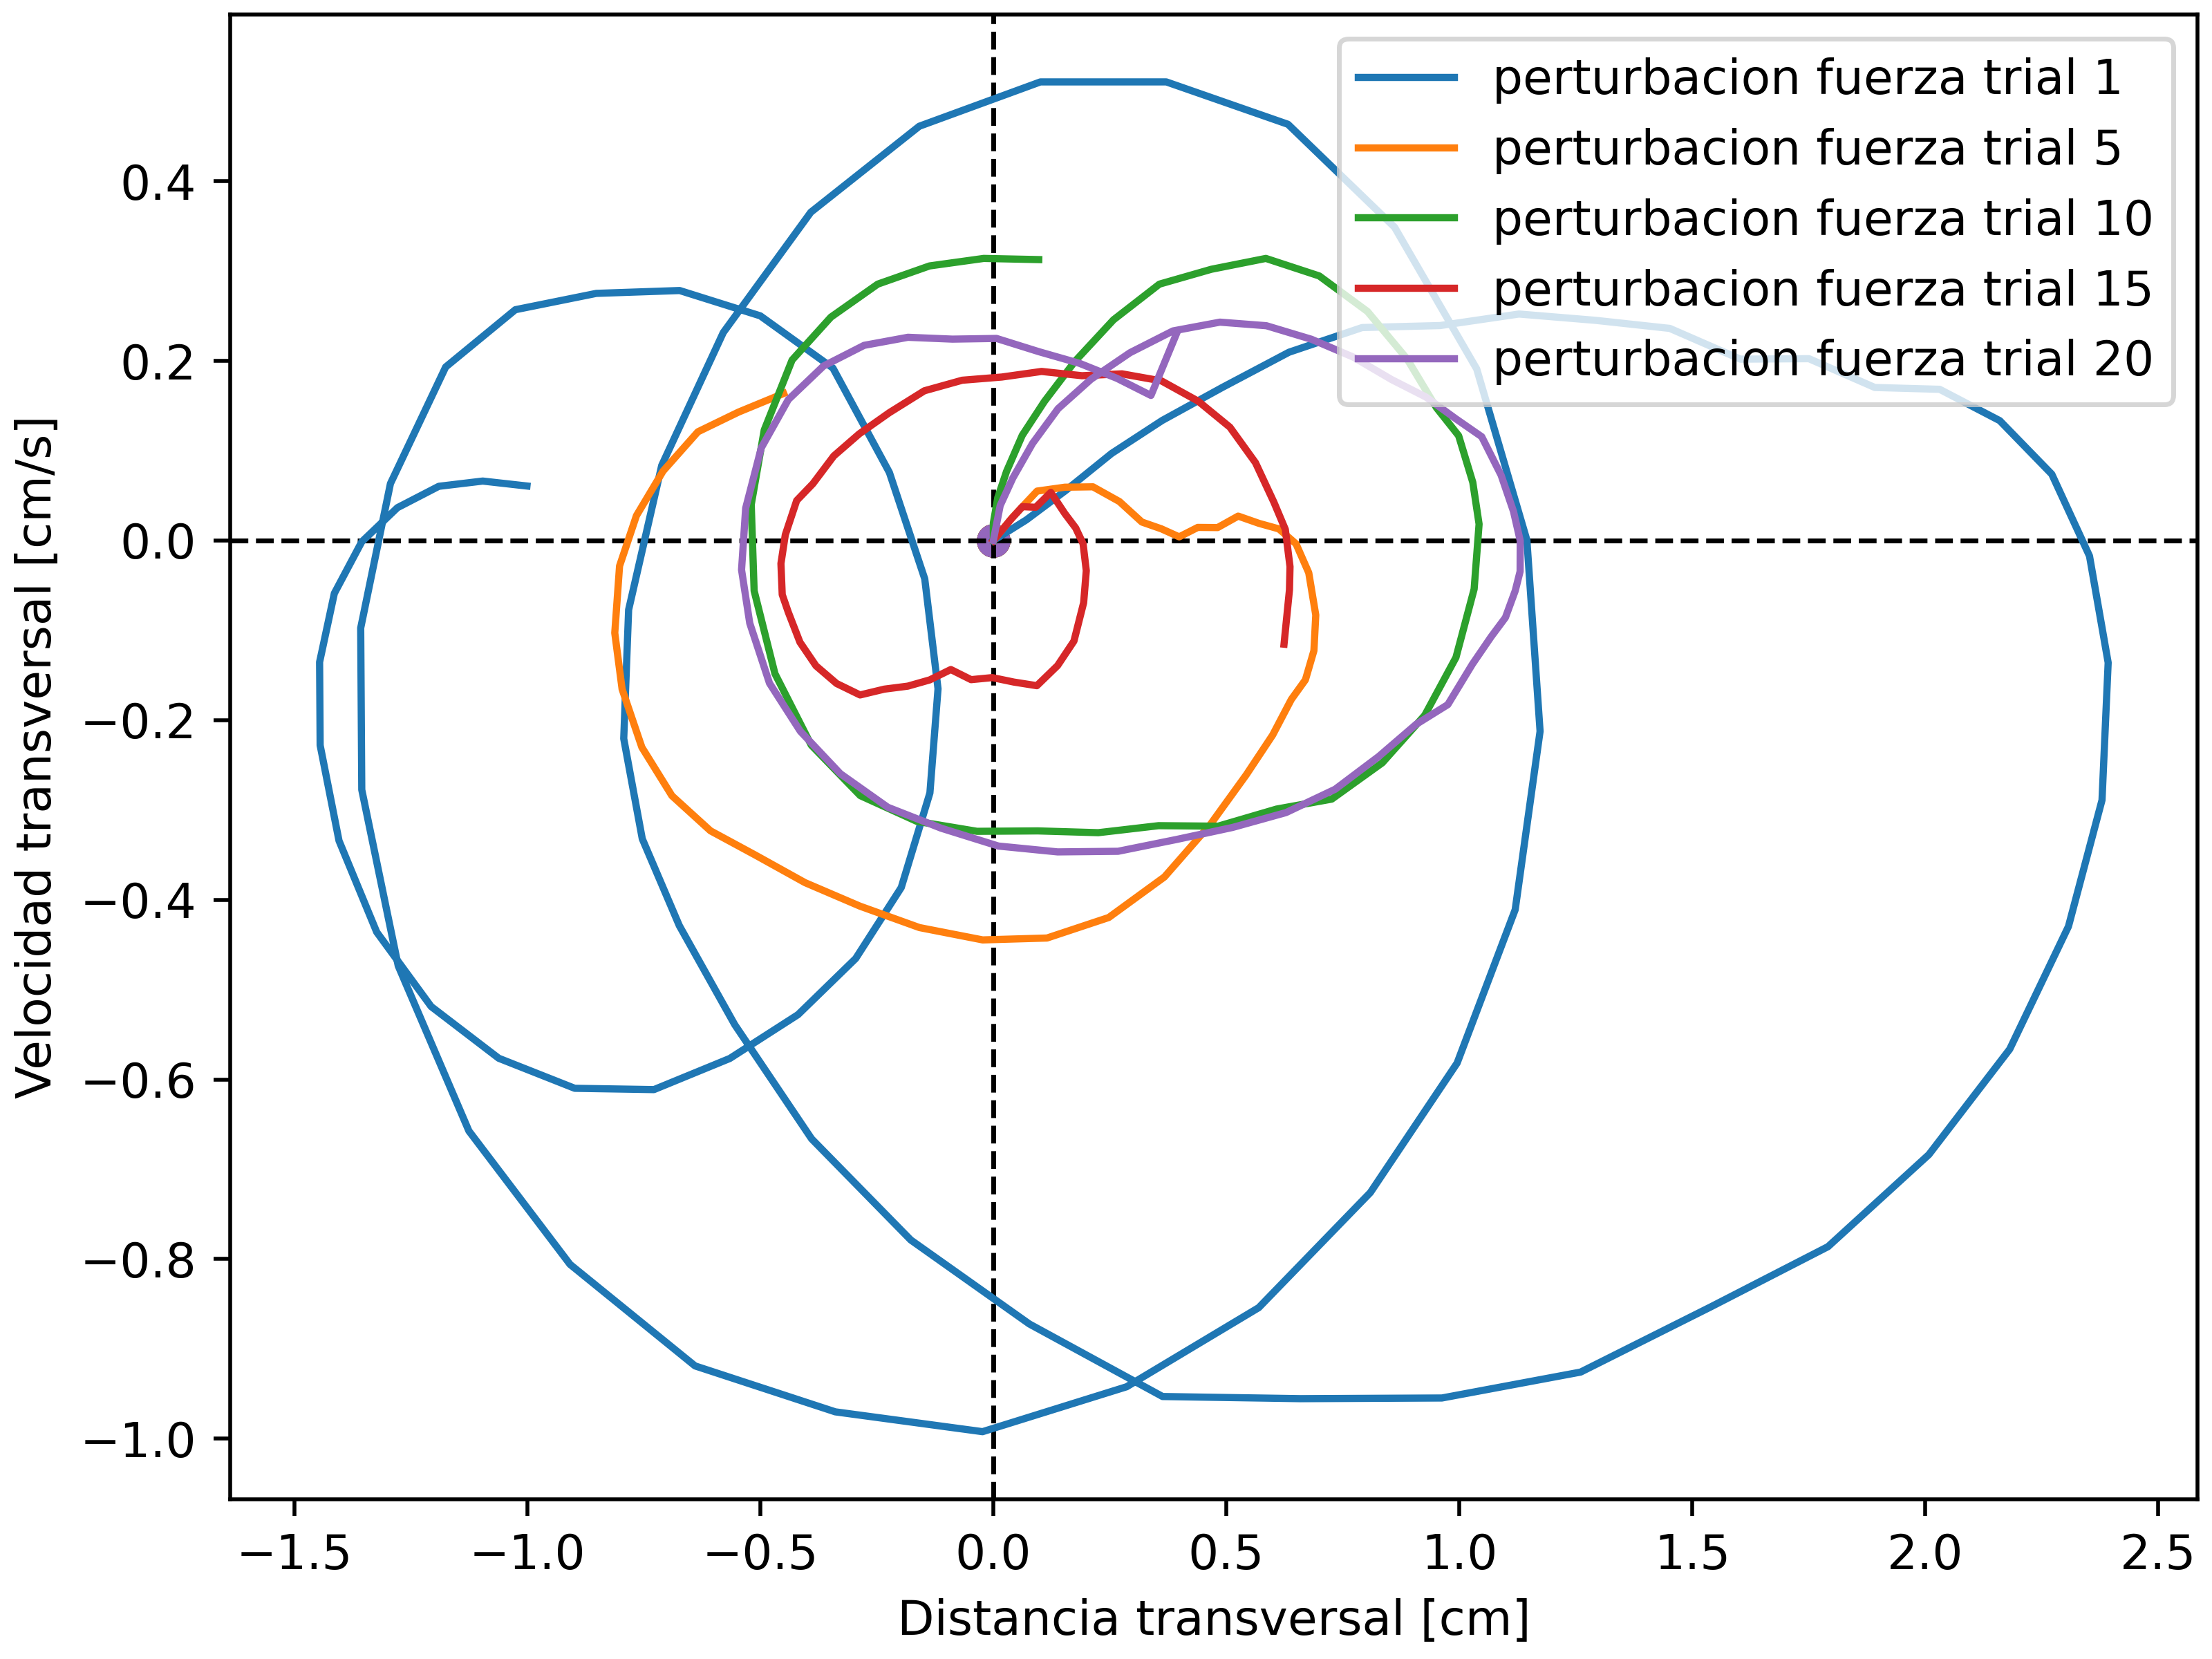 perturbacion fuerza trial 1
perturbacion fuerza trial 5
perturbacion fuerza trial 10
perturbacion fuerza trial 15
perturbacion fuerza trial 20
Velocidad transversal [cm/s]
0.4
0.2
0.0
−0.2
−0.4
−0.6
−0.8
−1.0
−1.5 −1.0 −0.5 0.0 0.5 1.0 1.5 2.0 2.5
Distancia transversal [cm]